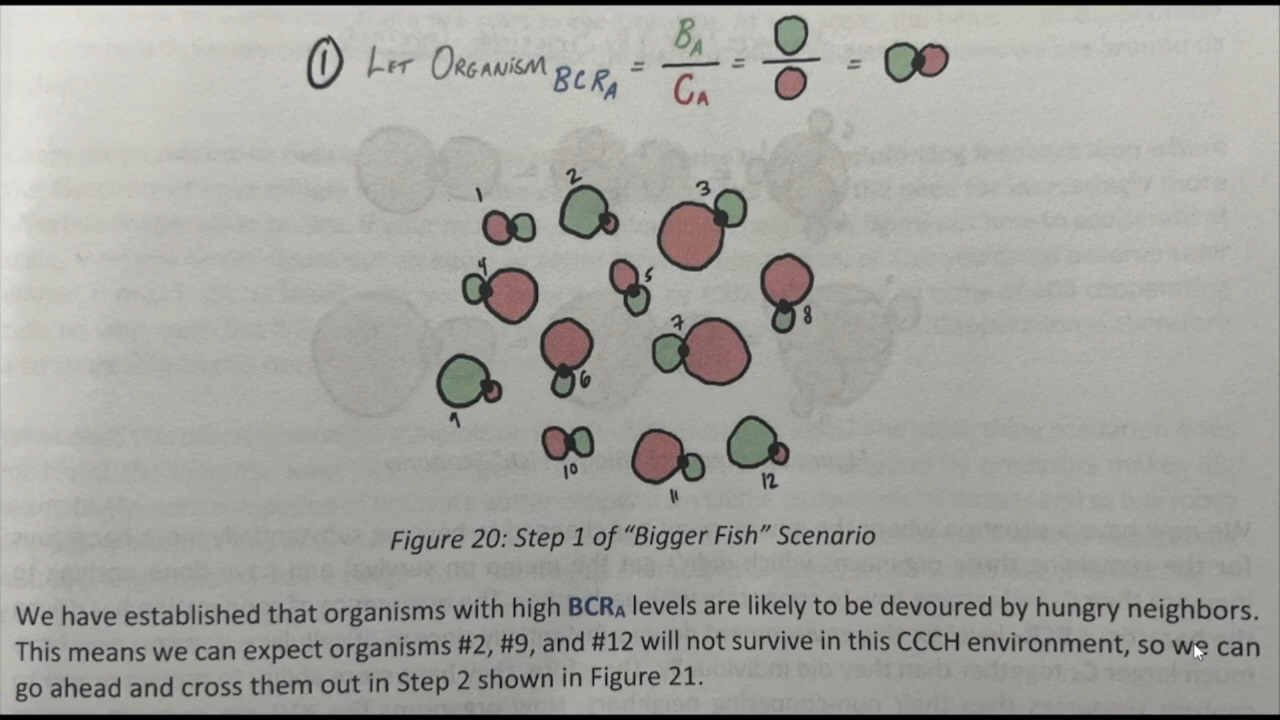 ① LET ORGANISM BCRA = BA / CA = =
1
2
3
4
5
6
7
8
9
10
11
12
Figure 20: Step 1 of “Bigger Fish” Scenario
We have established that organisms with high BCRA levels are likely to be devoured by hungry neighbors.
This means we can expect organisms #2, #9, and #12 will not survive in this CCCH environment, so we can
go ahead and cross them out in Step 2 shown in Figure 21.